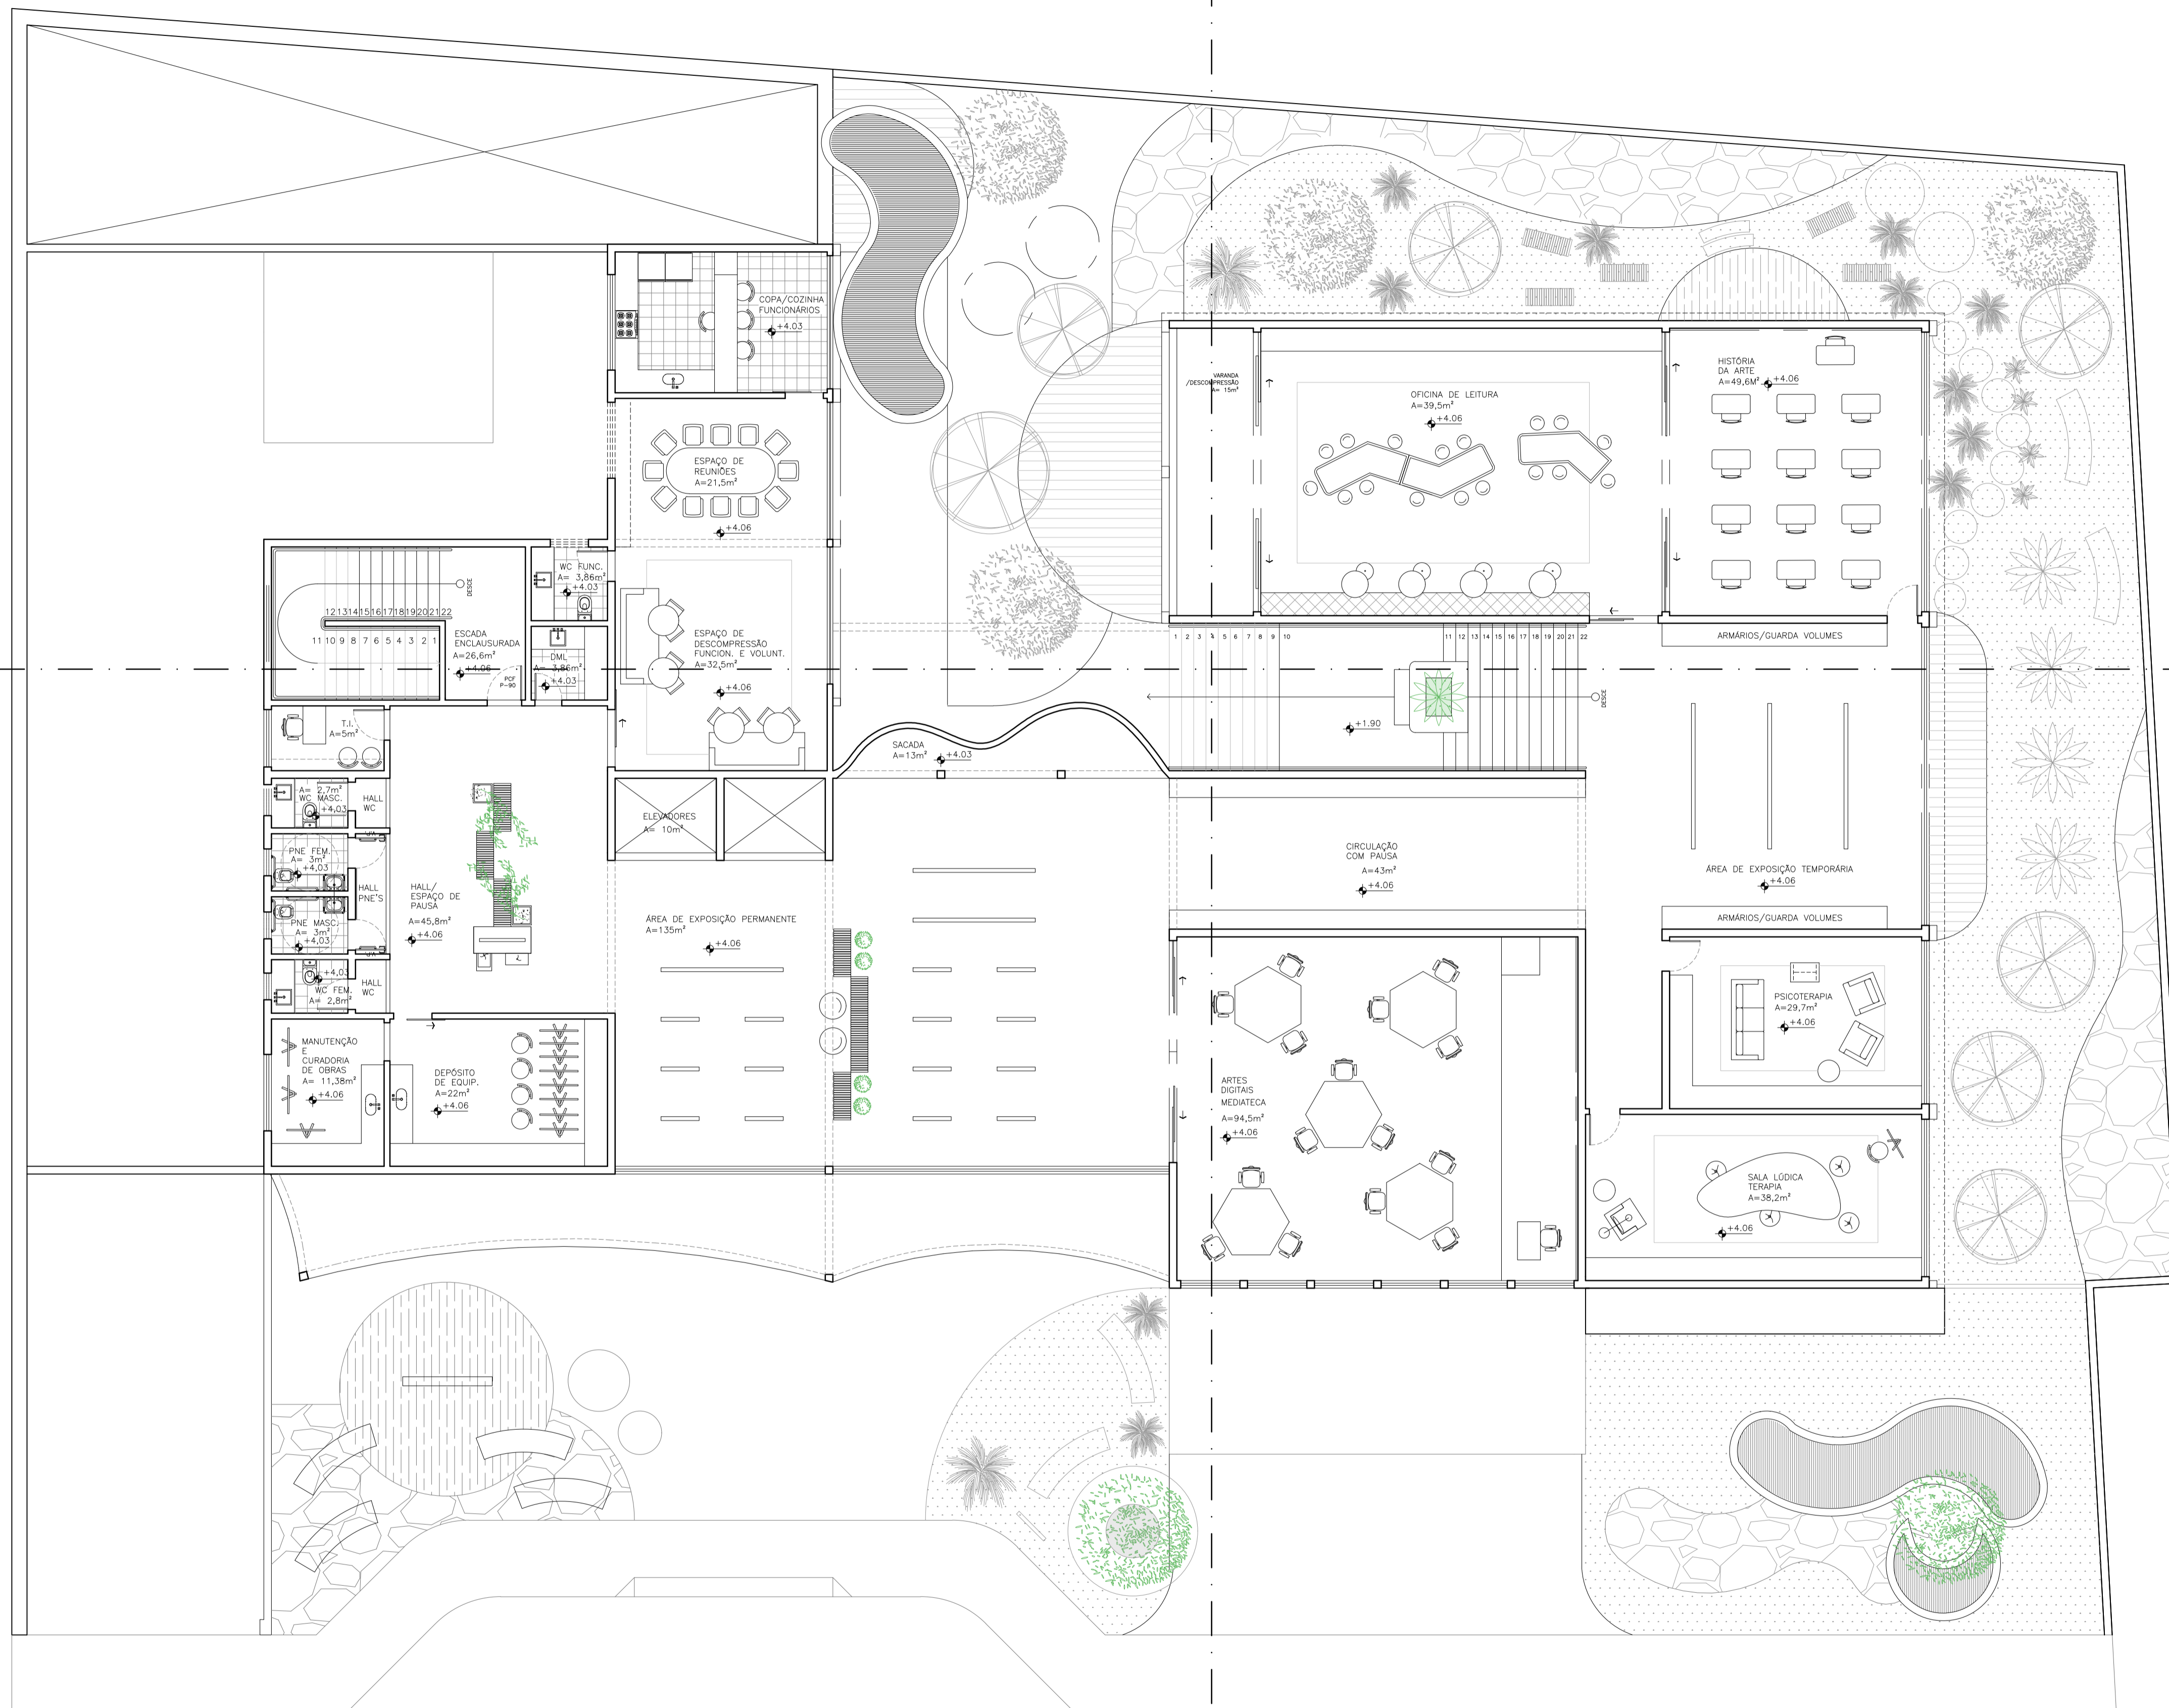 COPA/COZINHA
FUNCIONÁRIOS
+4.03
VARANDA
/DESCOMPRESSÃO
A= 15m²
OFICINA DE LEITURA
A=39,5m²
+4.06
HISTÓRIA
DA ARTE
A=49,6M²
+4.06
ESPAÇO DE
REUNIÕES
A=21,5m²
+4.06
WC FUNC.
A= 3,86m²
+4.03
DESCE
12 13 14 15 16 17 18 19 20 21 22
11 10 9 8 7 6 5 4 3 2 1
ESCADA
ENCLAUSURADA
A=26,6m²
+4.06
PCF
P-90
DML
A= 3,86m²
+4.03
ESPAÇO DE
DESCOMPRESSÃO
FUNCION. E VOLUNT.
A=32,5m²
+4.06
1 2 3 4 5 6 7 8 9 10
11 12 13 14 15 16 17 18 19 20 21 22
DESCE
+1.90
ARMÁRIOS/GUARDA VOLUMES
T.I.
A=5m²
SACADA
A=13m²
+4.03
A= 2,7m²
WC MASC.
+4,03
HALL
WC
ELEVADORES
A= 10m²
PNE FEM.
A= 3m²
+4,03
HALL
PNE'S
PNE MASC.
A= 3m²
+4,03
HALL/
ESPAÇO DE
PAUSA
A=45,8m²
+4.06
CIRCULAÇÃO
COM PAUSA
A=43m²
+4.06
ÁREA DE EXPOSIÇÃO TEMPORÁRIA
+4.06
ARMÁRIOS/GUARDA VOLUMES
ÁREA DE EXPOSIÇÃO PERMANENTE
A=135m²
+4.06
+4,03
WC FEM.
A= 2,8m²
HALL
WC
PSICOTERAPIA
A=29,7m²
+4.06
MANUTENÇÃO
E
CURADORIA
DE OBRAS
A= 11,38m²
+4.06
DEPÓSITO
DE EQUIP.
A=22m²
+4.06
ARTES
DIGITAIS
MEDIATECA
A=94,5m²
+4.06
SALA LÚDICA
TERAPIA
A=38,2m²
+4.06